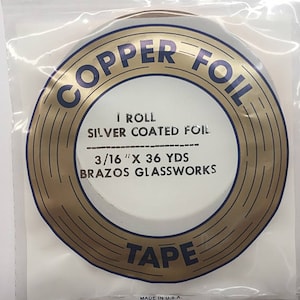 COPPER FOIL
1 ROLL
SILVER COATED FOIL
3/16" X 36 YDS
BRAZOS GLASSWORKS
TAPE
MADE IN U.S.A.